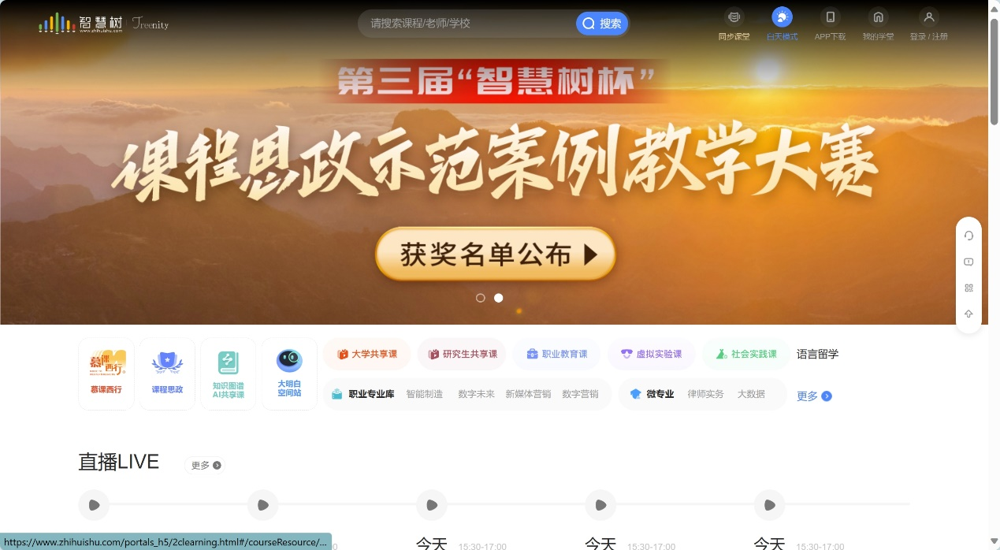 智慧树 Treenity
www.zhihuishu.com
请搜索课程/老师/学校
搜索
同步课堂
白天模式
APP下载
我的学堂
登录 / 注册
第三届“智慧树杯”
课程思政示范案例教学大赛
获奖名单公布
慕课西行
慕课西行
课程思政
知识图谱
AI共享课
大明白
空间站
大学共享课
研究生共享课
职业教育课
虚拟实验课
社会实践课
语言留学
职业专业库 智能制造 数字未来 新媒体营销 数字营销
微专业 律师实务 大数据
更多
直播LIVE
更多
今天 15:30-17:00
今天 15:30-17:00
今天 15:30-17:00
https://www.zhihuishu.com/portals_h5/2clearning.html#/courseResource/...